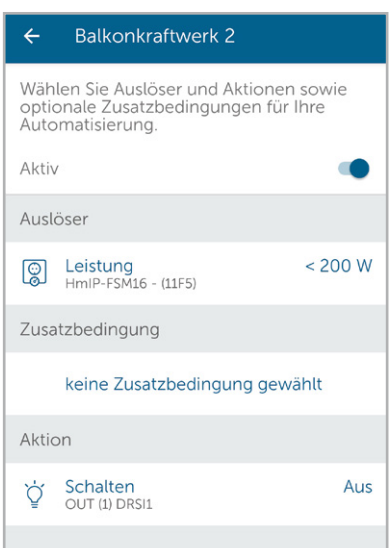 Balkonkraftwerk 2
Wählen Sie Auslöser und Aktionen sowie
optionale Zusatzbedingungen für Ihre
Automatisierung.
Aktiv
Auslöser
Leistung < 200 W
HmIP-FSM16 - (11F5)
Zusatzbedingung
keine Zusatzbedingung gewählt
Aktion
Schalten Aus
OUT (1) DRSI1